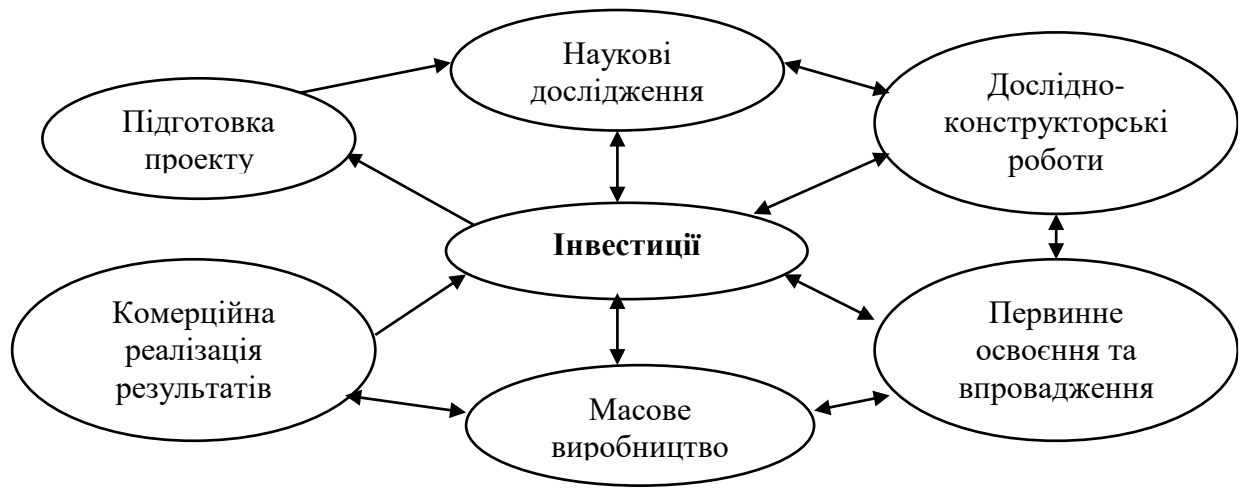 Наукові
дослідження
Дослідно-
конструкторські
роботи
Підготовка
проекту
Інвестиції
Комерційна
реалізація
результатів
Первинне
освоєння та
впровадження
Масове
виробництво